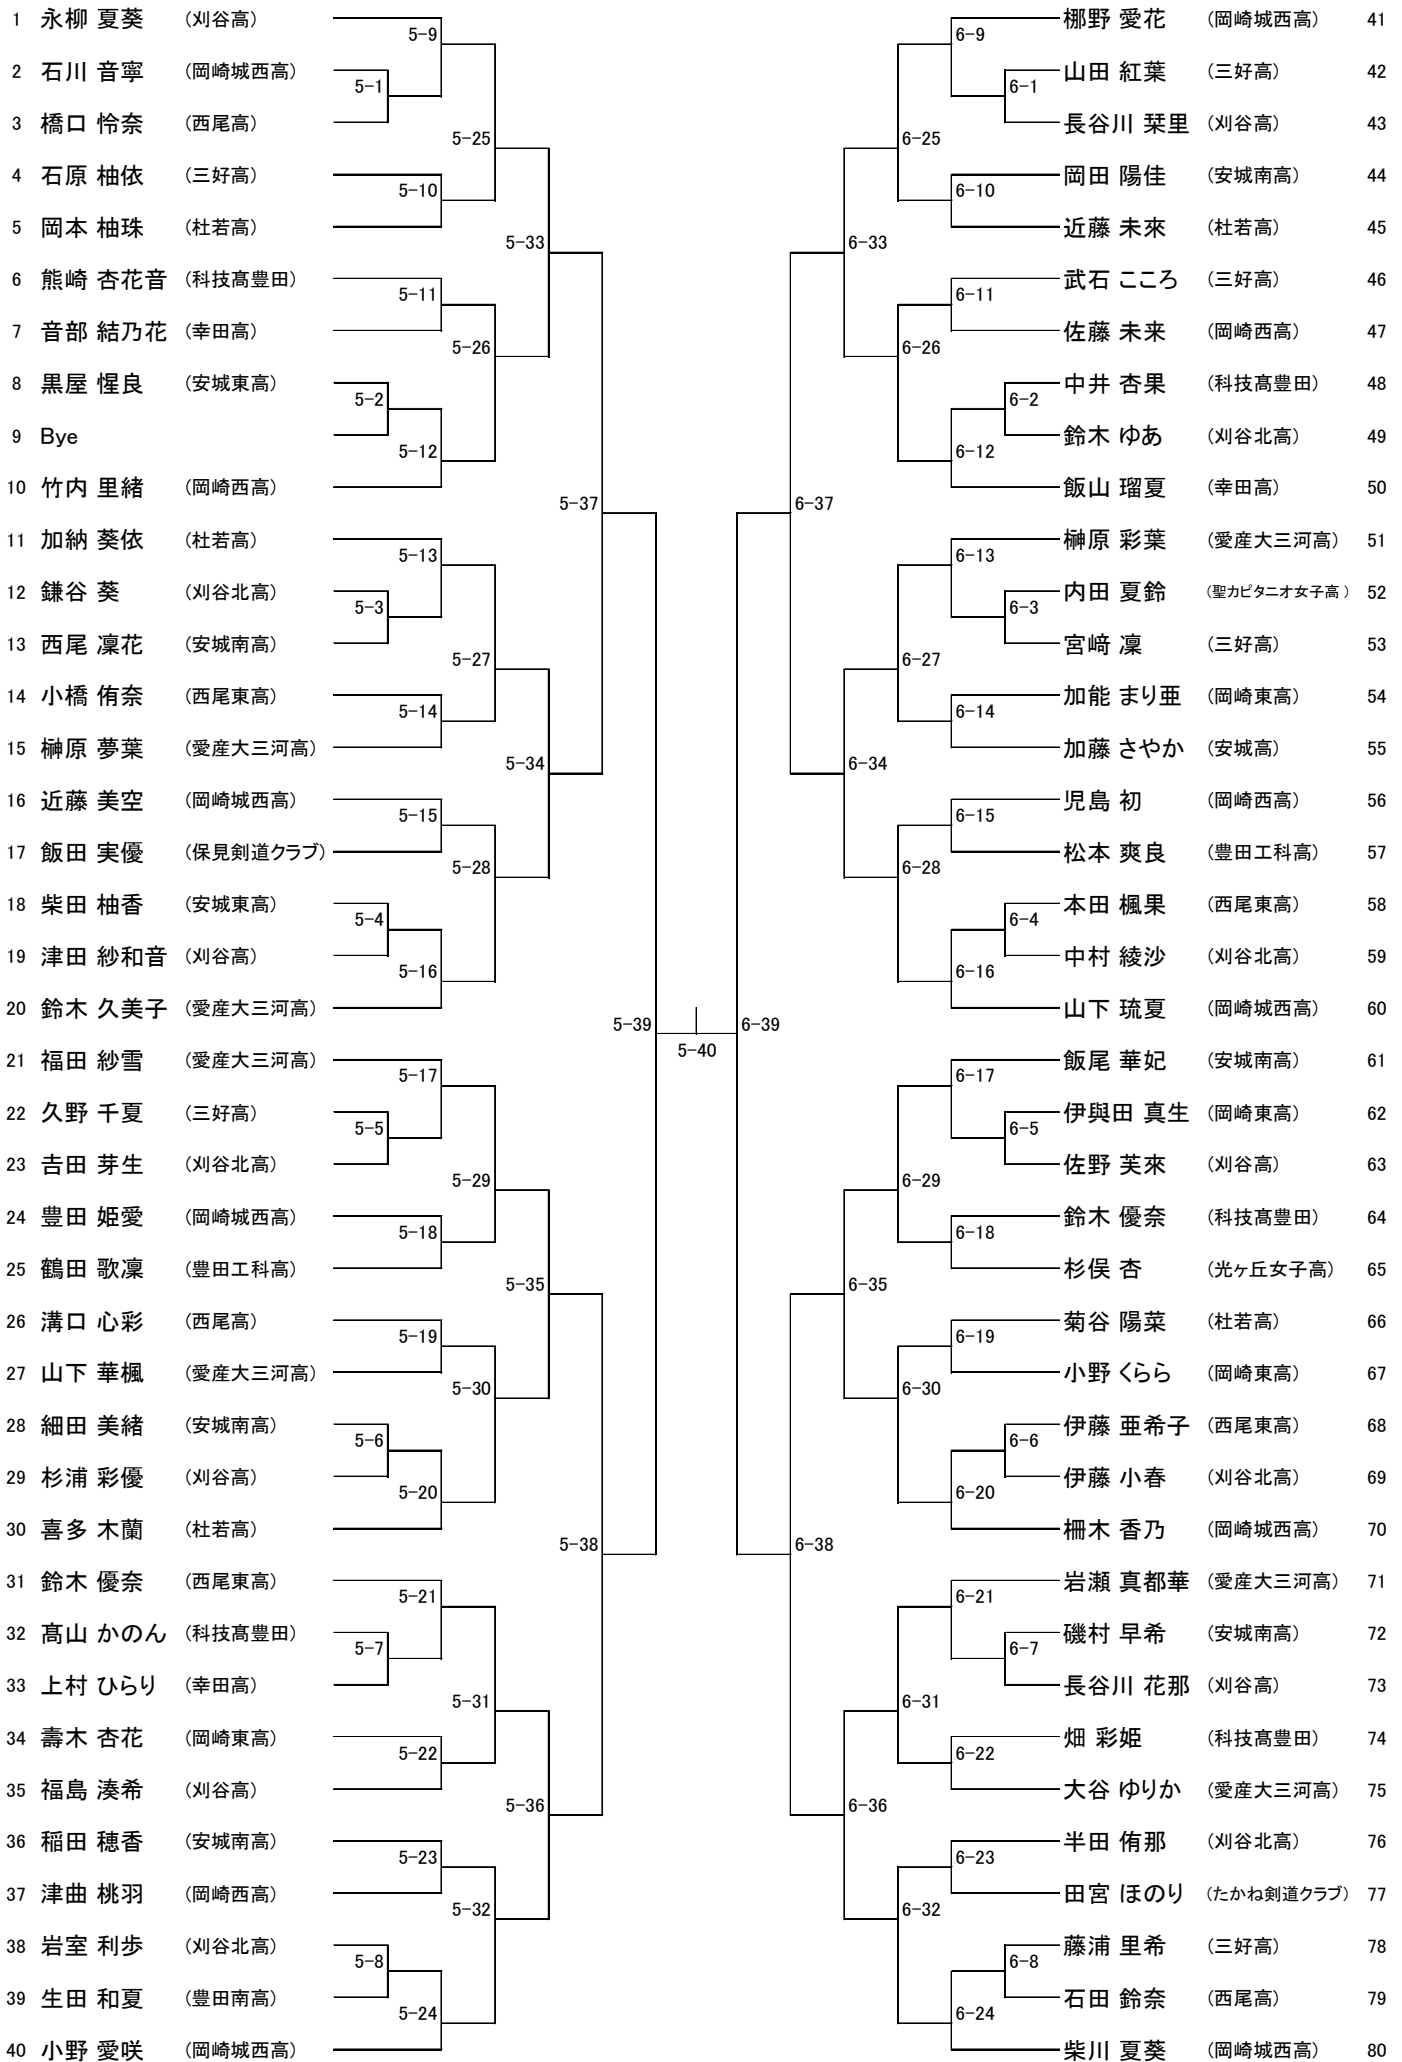 1 永柳 夏葵 (刈谷高)
2 石川 音寧 (岡崎城西高)
3 橋口 怜奈 (西尾高)
4 石原 柚依 (三好高)
5 岡本 柚珠 (杜若高)
6 熊崎 杏花音 (科技髙豊田)
7 音部 結乃花 (幸田高)
8 黒屋 惺良 (安城東高)
9 Bye
10 竹内 里緒 (岡崎西高)
11 加納 葵依 (杜若高)
12 鎌谷 葵 (刈谷北高)
13 西尾 凜花 (安城南高)
14 小橋 侑奈 (西尾東高)
15 榊原 夢葉 (愛産大三河高)
16 近藤 美空 (岡崎城西高)
17 飯田 実優 (保見剣道クラブ)
18 柴田 柚香 (安城東高)
19 津田 紗和音 (刈谷高)
20 鈴木 久美子 (愛産大三河高)
21 福田 紗雪 (愛産大三河高)
22 久野 千夏 (三好高)
23 𠮷田 芽生 (刈谷北高)
24 豊田 姫愛 (岡崎城西高)
25 鶴田 歌凜 (豊田工科高)
26 溝口 心彩 (西尾高)
27 山下 華楓 (愛産大三河高)
28 細田 美緒 (安城南高)
29 杉浦 彩優 (刈谷高)
30 喜多 木蘭 (杜若高)
31 鈴木 優奈 (西尾東高)
32 髙山 かのん (科技髙豊田)
33 上村 ひらり (幸田高)
34 壽木 杏花 (岡崎東高)
35 福島 湊希 (刈谷高)
36 稲田 穂香 (安城南高)
37 津曲 桃羽 (岡崎西高)
38 岩室 利歩 (刈谷北高)
39 生田 和夏 (豊田南高)
40 小野 愛咲 (岡崎城西高)
5-1
5-2
5-3
5-4
5-5
5-6
5-7
5-8
5-9
5-10
5-11
5-12
5-13
5-14
5-15
5-16
5-17
5-18
5-19
5-20
5-21
5-22
5-23
5-24
5-25
5-26
5-27
5-28
5-29
5-30
5-31
5-32
5-33
5-34
5-35
5-36
5-37
5-38
5-39
5-40
6-39
6-37
6-38
6-33
6-34
6-35
6-36
6-25
6-26
6-27
6-28
6-29
6-30
6-31
6-32
6-9
6-10
6-11
6-12
6-13
6-14
6-15
6-16
6-17
6-18
6-19
6-20
6-21
6-22
6-23
6-24
6-1
6-2
6-3
6-4
6-5
6-6
6-7
6-8
梛野 愛花 (岡崎城西高) 41
山田 紅葉 (三好高) 42
長谷川 栞里 (刈谷高) 43
岡田 陽佳 (安城南高) 44
近藤 未來 (杜若高) 45
武石 こころ (三好高) 46
佐藤 未来 (岡崎西高) 47
中井 杏果 (科技髙豊田) 48
鈴木 ゆあ (刈谷北高) 49
飯山 瑠夏 (幸田高) 50
榊原 彩葉 (愛産大三河高) 51
内田 夏鈴 (聖カピタニオ女子高) 52
宮﨑 凜 (三好高) 53
加能 まり亜 (岡崎東高) 54
加藤 さやか (安城高) 55
児島 初 (岡崎西高) 56
松本 爽良 (豊田工科高) 57
本田 楓果 (西尾東高) 58
中村 綾沙 (刈谷北高) 59
山下 琉夏 (岡崎城西高) 60
飯尾 華妃 (安城南高) 61
伊與田 真生 (岡崎東高) 62
佐野 芙來 (刈谷高) 63
鈴木 優奈 (科技髙豊田) 64
杉俣 杏 (光ヶ丘女子高) 65
菊谷 陽菜 (杜若高) 66
小野 くらら (岡崎東高) 67
伊藤 亜希子 (西尾東高) 68
伊藤 小春 (刈谷北高) 69
柵木 香乃 (岡崎城西高) 70
岩瀬 真都華 (愛産大三河高) 71
磯村 早希 (安城南高) 72
長谷川 花那 (刈谷高) 73
畑 彩姫 (科技髙豊田) 74
大谷 ゆりか (愛産大三河高) 75
半田 侑那 (刈谷北高) 76
田宮 ほのり (たかね剣道クラブ) 77
藤浦 里希 (三好高) 78
石田 鈴奈 (西尾高) 79
柴川 夏葵 (岡崎城西高) 80